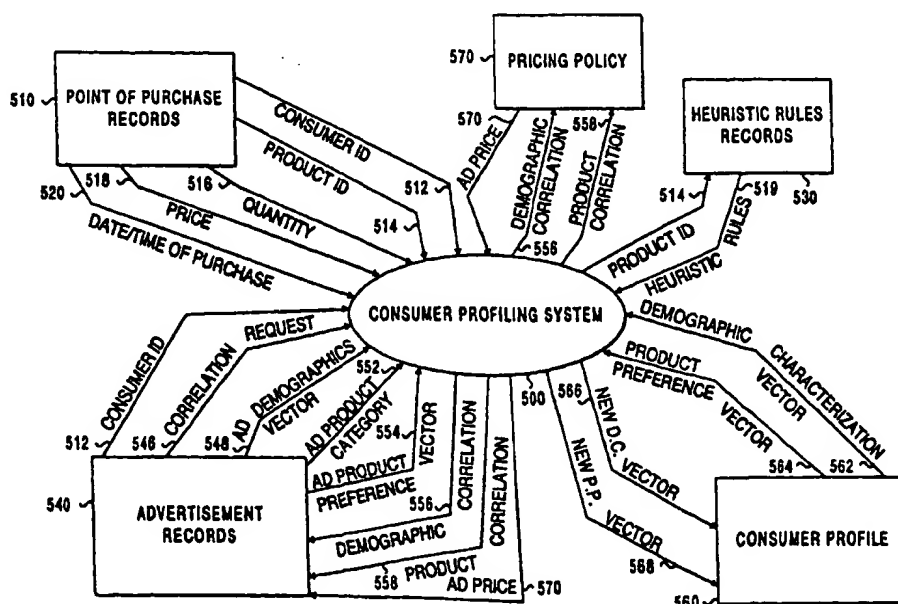 510
POINT OF PURCHASE
RECORDS
570
PRICING POLICY
HEURISTIC RULES
RECORDS
530
CONSUMER ID
512
PRODUCT ID
514
516
QUANTITY
518
PRICE
520
DATE/TIME OF PURCHASE
570
AD PRICE
DEMOGRAPHIC
CORRELATION
556
558
PRODUCT
CORRELATION
514
PRODUCT ID
519
HEURISTIC RULES
CONSUMER PROFILING SYSTEM
500
512
CONSUMER ID
546
CORRELATION REQUEST
548
AD DEMOGRAPHICS
VECTOR
552
AD PRODUCT
CATEGORY
554
AD PRODUCT
PREFERENCE VECTOR
556
DEMOGRAPHIC CORRELATION
558
PRODUCT CORRELATION
AD PRICE
570
566
NEW D.C. VECTOR
NEW P.P. VECTOR
568
PRODUCT
PREFERENCE VECTOR
564
DEMOGRAPHIC CHARACTERIZATION
VECTOR
562
540
ADVERTISEMENT
RECORDS
CONSUMER PROFILE
560